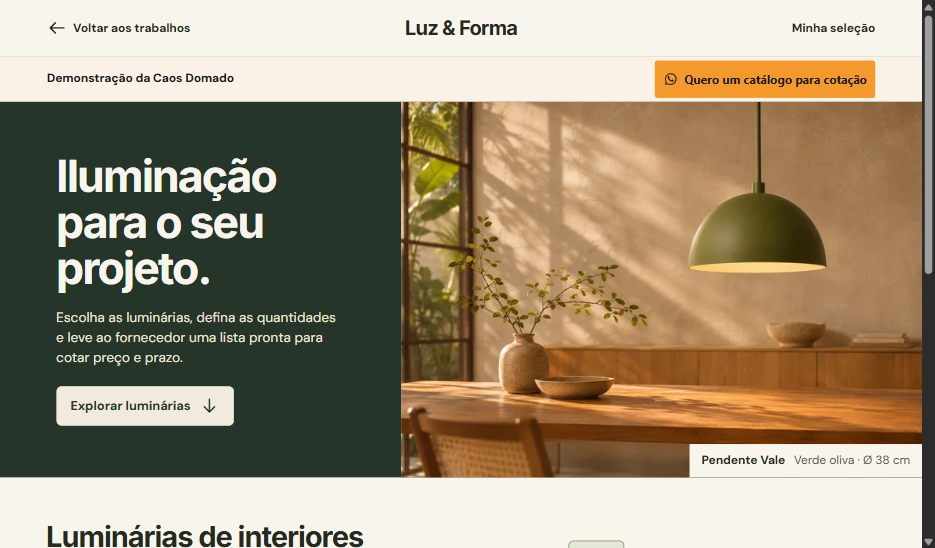 Voltar aos trabalhos
Luz & Forma
Minha seleção
Demonstração da Caos Domado
Quero um catálogo para cotação
Iluminação
para o seu
projeto.
Escolha as luminárias, defina as quantidades
e leve ao fornecedor uma lista pronta para
cotar preço e prazo.
Explorar luminárias
Pendente Vale Verde oliva · Ø 38 cm
Luminárias de interiores